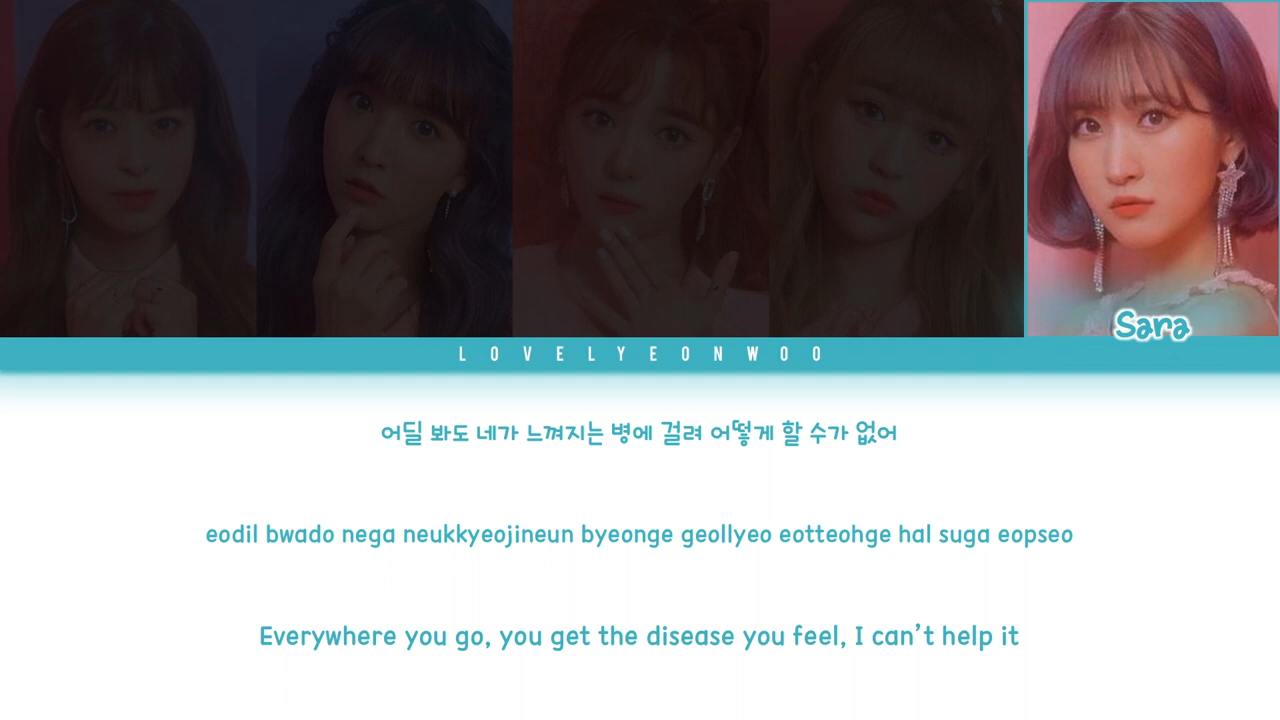 Sara
LOVELYEONWOO
어딜 봐도 네가 느껴지는 병에 걸려 어떻게 할 수가 없어
eodil bwado nega neukkyeojineun byeonge geollyeo eotteohge hal suga eopseo
Everywhere you go, you get the disease you feel, I can't help it